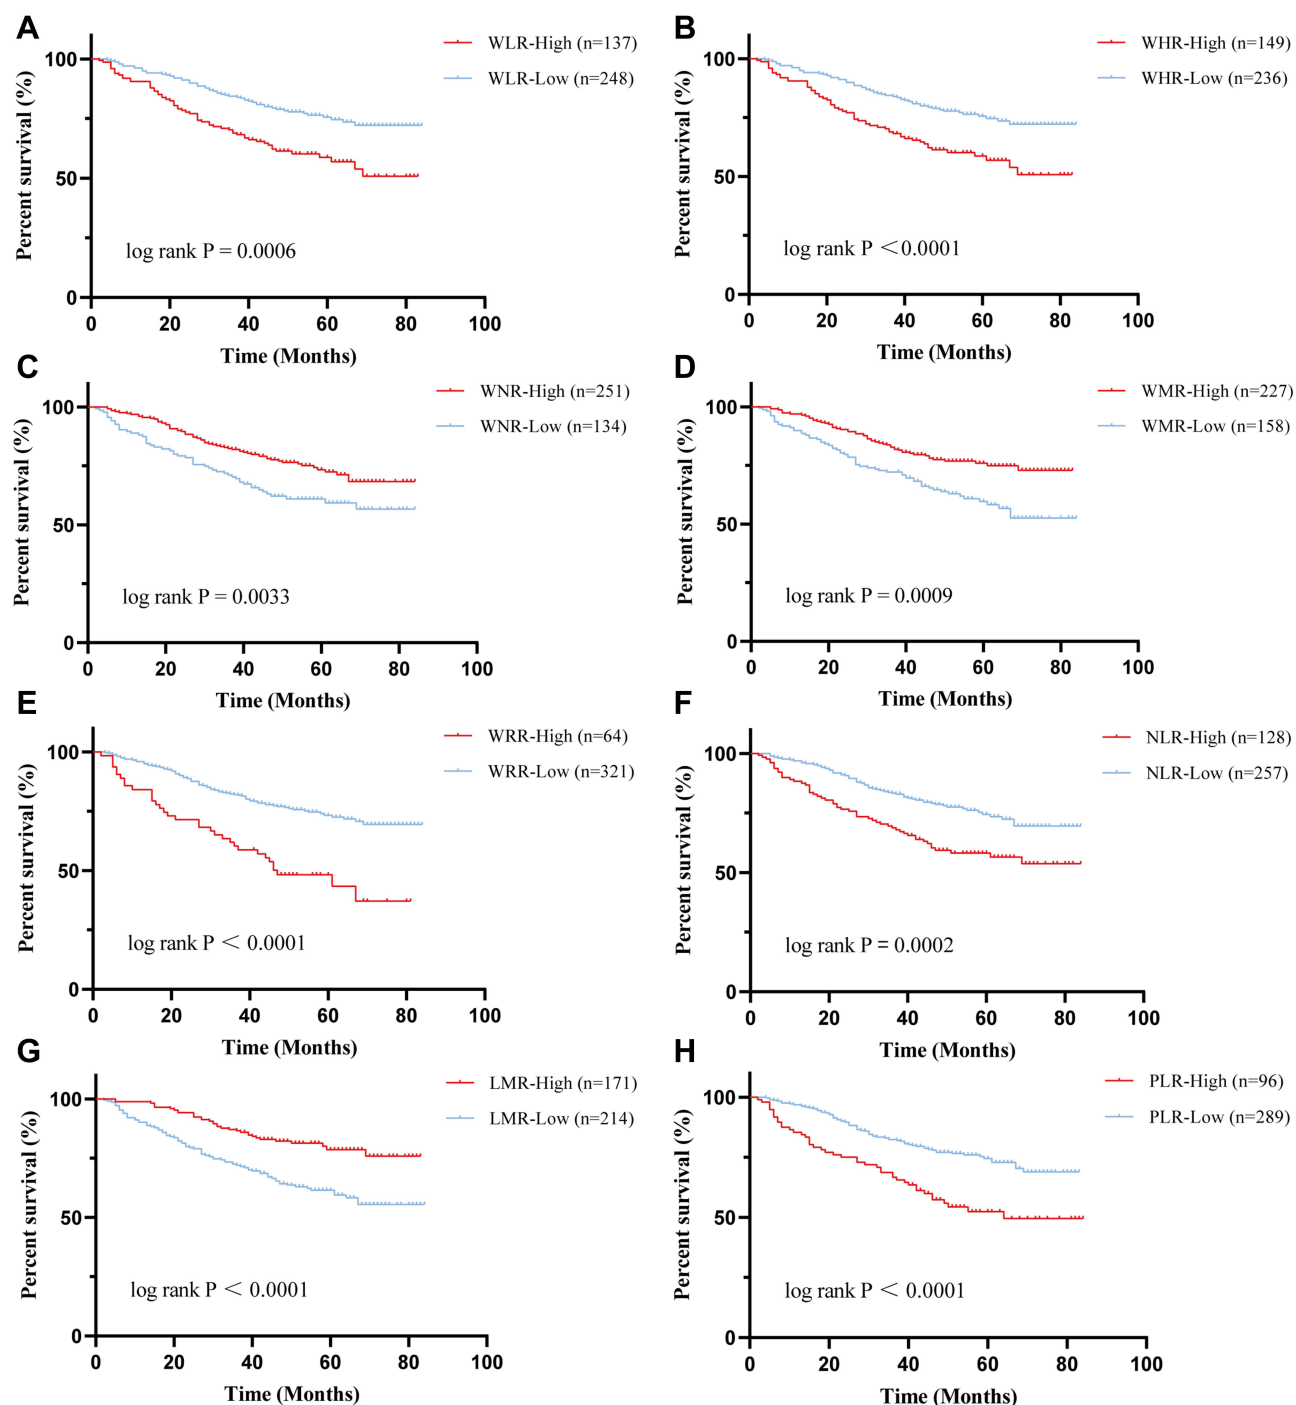 A
Percent survival (%)
100
50
0
WLR-High (n=137)
WLR-Low (n=248)
log rank P = 0.0006
0 20 40 60 80 100
Time (Months)
B
Percent survival (%)
100
50
0
WHR-High (n=149)
WHR-Low (n=236)
log rank P <0.0001
0 20 40 60 80 100
Time (Months)
C
Percent survival (%)
100
50
0
WNR-High (n=251)
WNR-Low (n=134)
log rank P = 0.0033
0 20 40 60 80 100
Time (Months)
D
Percent survival (%)
100
50
0
WMR-High (n=227)
WMR-Low (n=158)
log rank P = 0.0009
0 20 40 60 80 100
Time (Months)
E
Percent survival (%)
100
50
0
WRR-High (n=64)
WRR-Low (n=321)
log rank P < 0.0001
0 20 40 60 80 100
Time (Months)
F
Percent survival (%)
100
50
0
NLR-High (n=128)
NLR-Low (n=257)
log rank P = 0.0002
0 20 40 60 80 100
Time (Months)
G
Percent survival (%)
100
50
0
LMR-High (n=171)
LMR-Low (n=214)
log rank P < 0.0001
0 20 40 60 80 100
Time (Months)
H
Percent survival (%)
100
50
0
PLR-High (n=96)
PLR-Low (n=289)
log rank P < 0.0001
0 20 40 60 80 100
Time (Months)